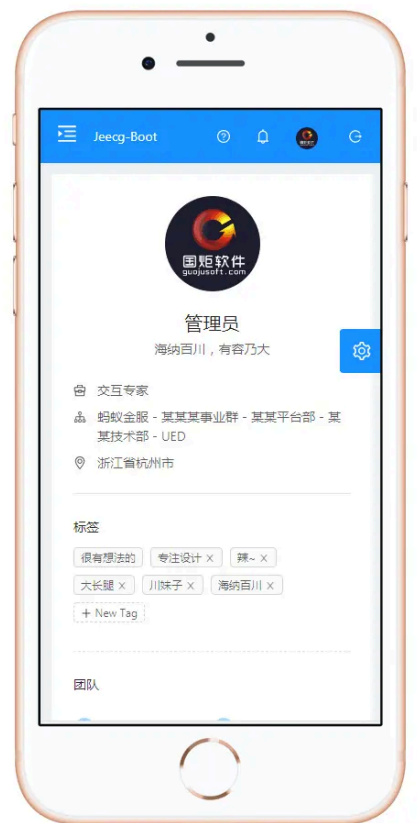 Jeecg-Boot
国炬软件
guojusoft.com
管理员
海纳百川，有容乃大
交互专家
蚂蚁金服 - 某某某事业群 - 某某平台部 - 某
某技术部 - UED
浙江省杭州市
标签
很有想法的 专注设计 × 辣~ ×
大长腿 × 川妹子 × 海纳百川 ×
+ New Tag
团队